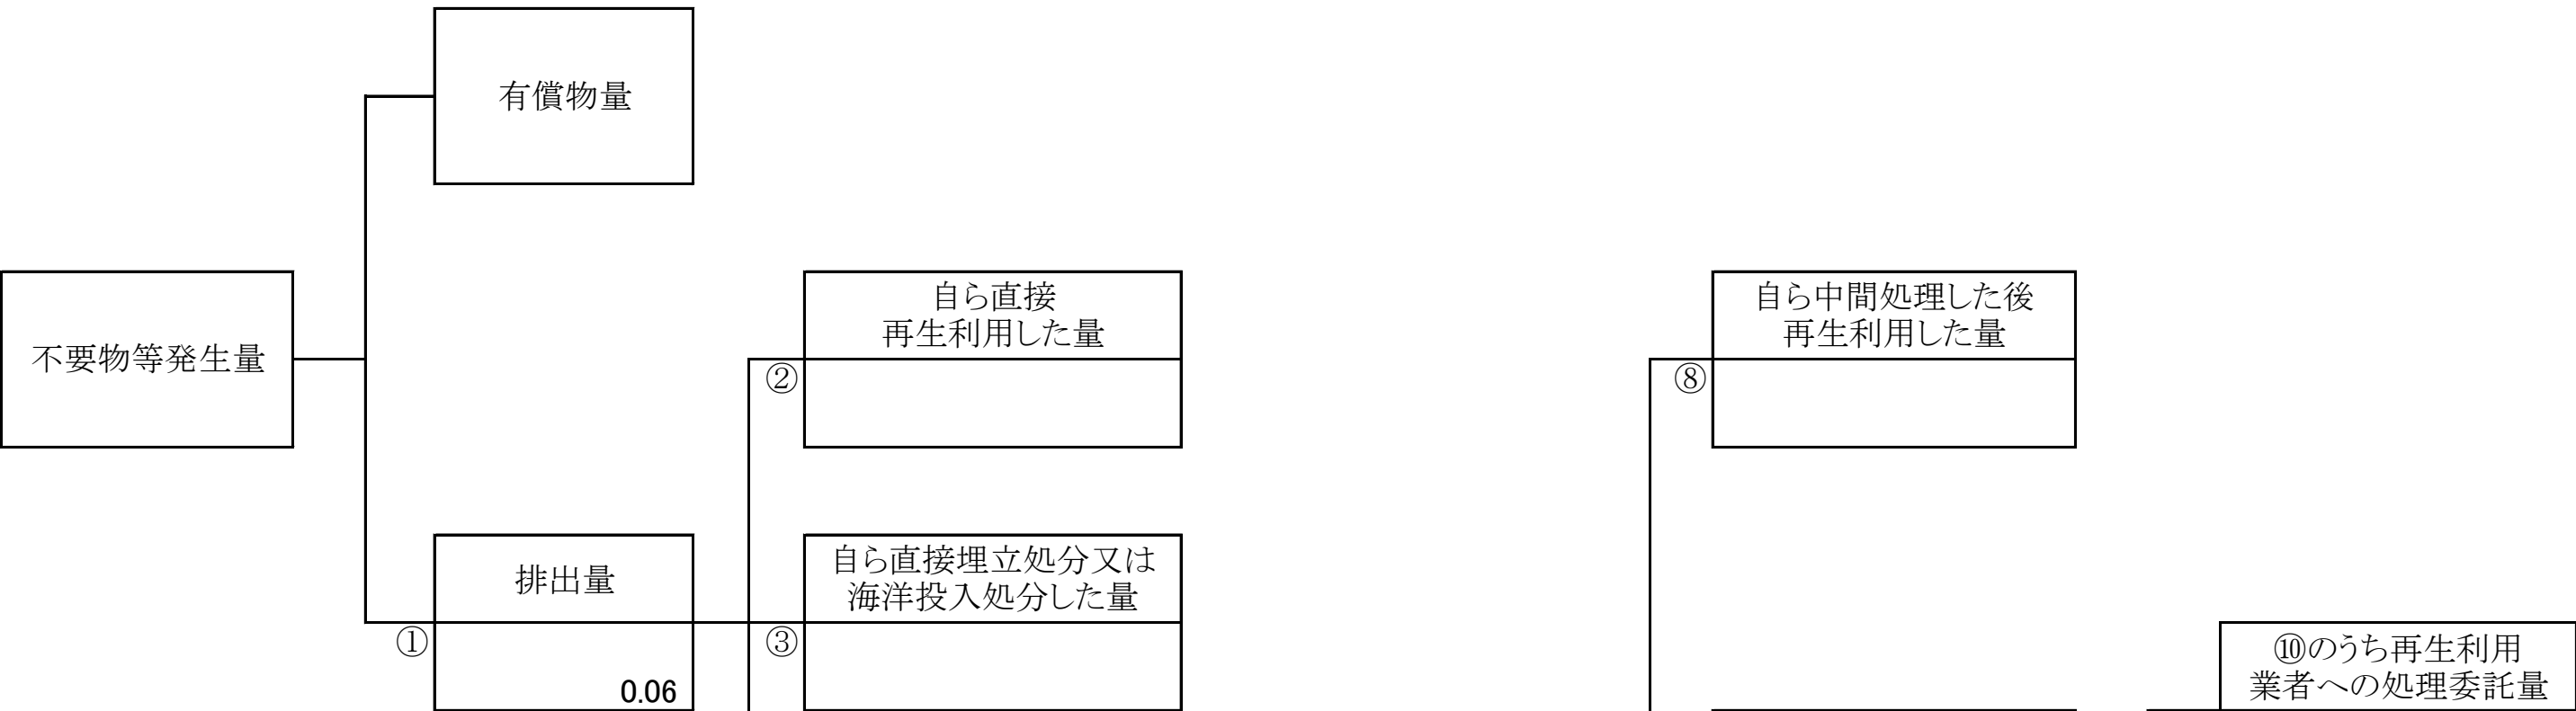 有償物量
不要物等発生量
自ら直接
再生利用した量
②
自ら中間処理した後
再生利用した量
⑧
排出量
①
0.06
自ら直接埋立処分又は
海洋投入処分した量
③
⑩のうち再生利用
業者への処理委託量